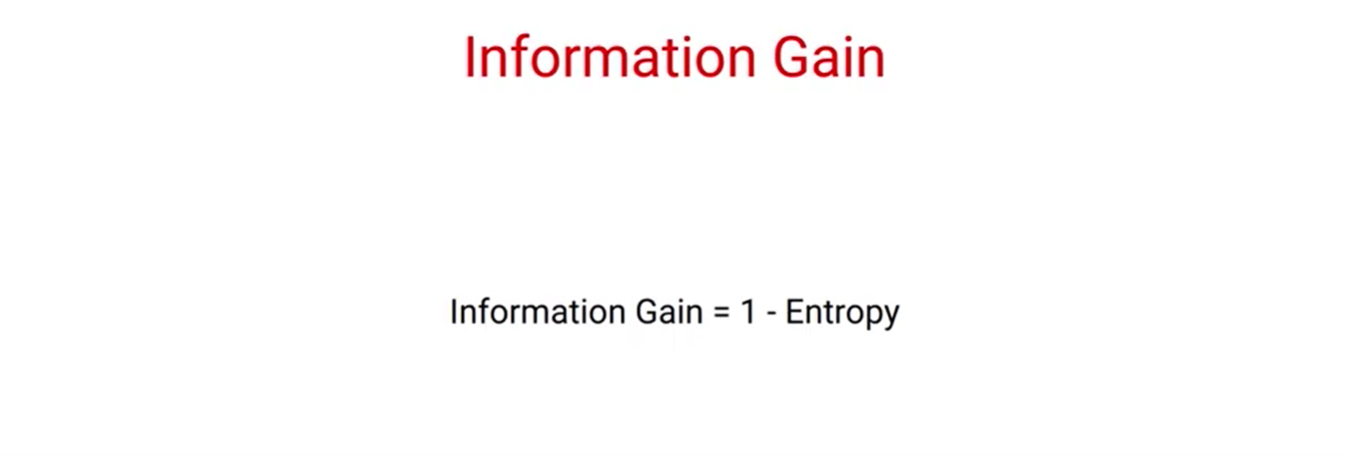 Information Gain
Information Gain = 1 - Entropy